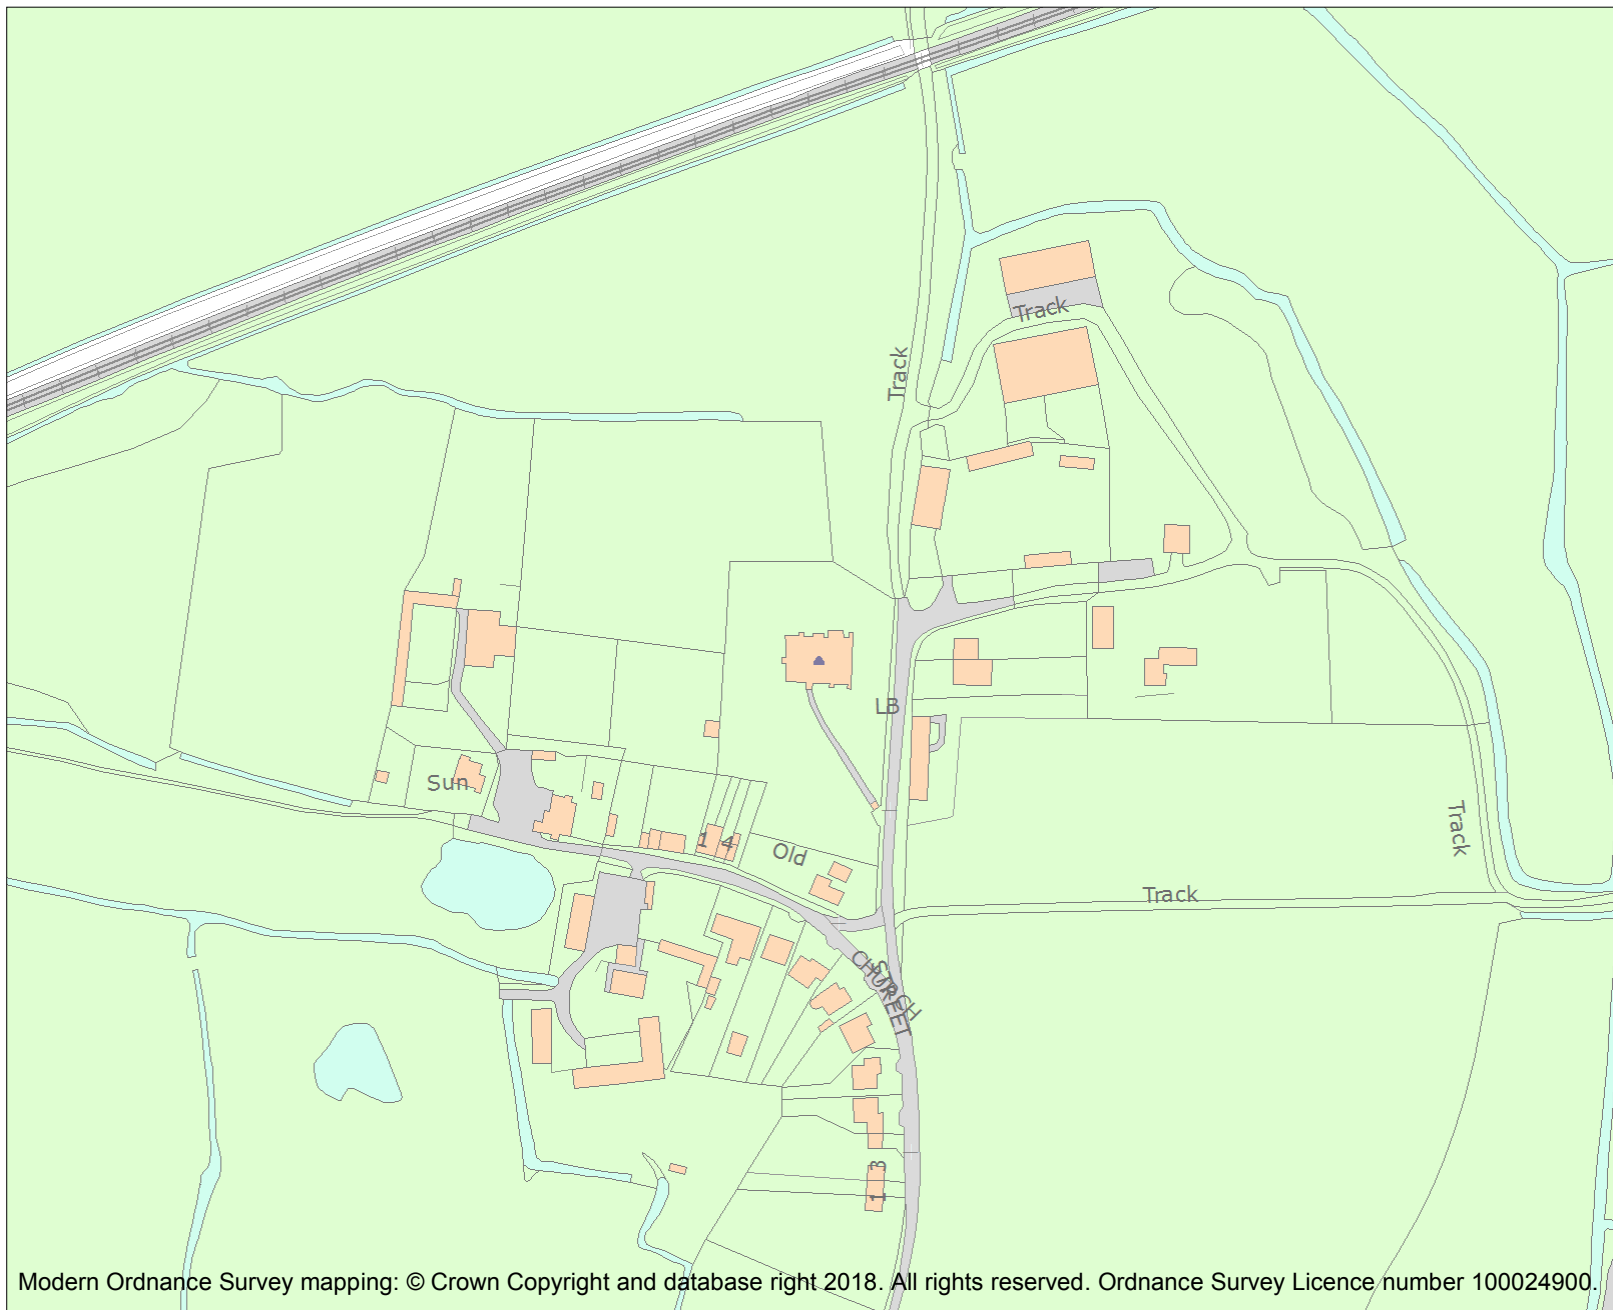 Track
Track
LB
Sun
1 4
Old
Track
Track
CHURCH
STREET
1 3
Modern Ordnance Survey mapping: © Crown Copyright and database right 2018. All rights reserved. Ordnance Survey Licence number 100024900.